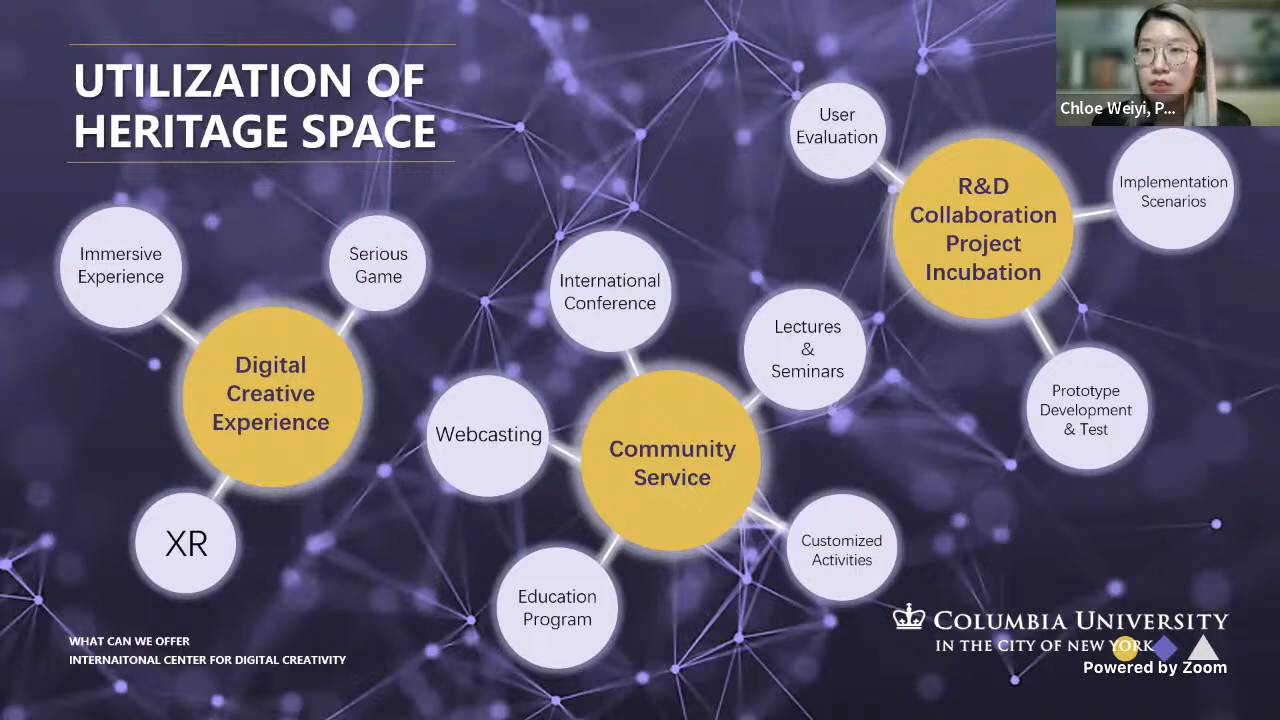 UTILIZATION OF
HERITAGE SPACE
Chloe Weiyi, P...
Immersive
Experience
Serious
Game
Digital
Creative
Experience
XR
International
Conference
Lectures
&
Seminars
Webcasting
Community
Service
Education
Program
Customized
Activities
User
Evaluation
R&D
Collaboration
Project
Incubation
Implementation
Scenarios
Prototype
Development
& Test
WHAT CAN WE OFFER
INTERNAITONAL CENTER FOR DIGITAL CREATIVITY
COLUMBIA UNIVERSITY
IN THE CITY OF NEW YORK
Powered by Zoom